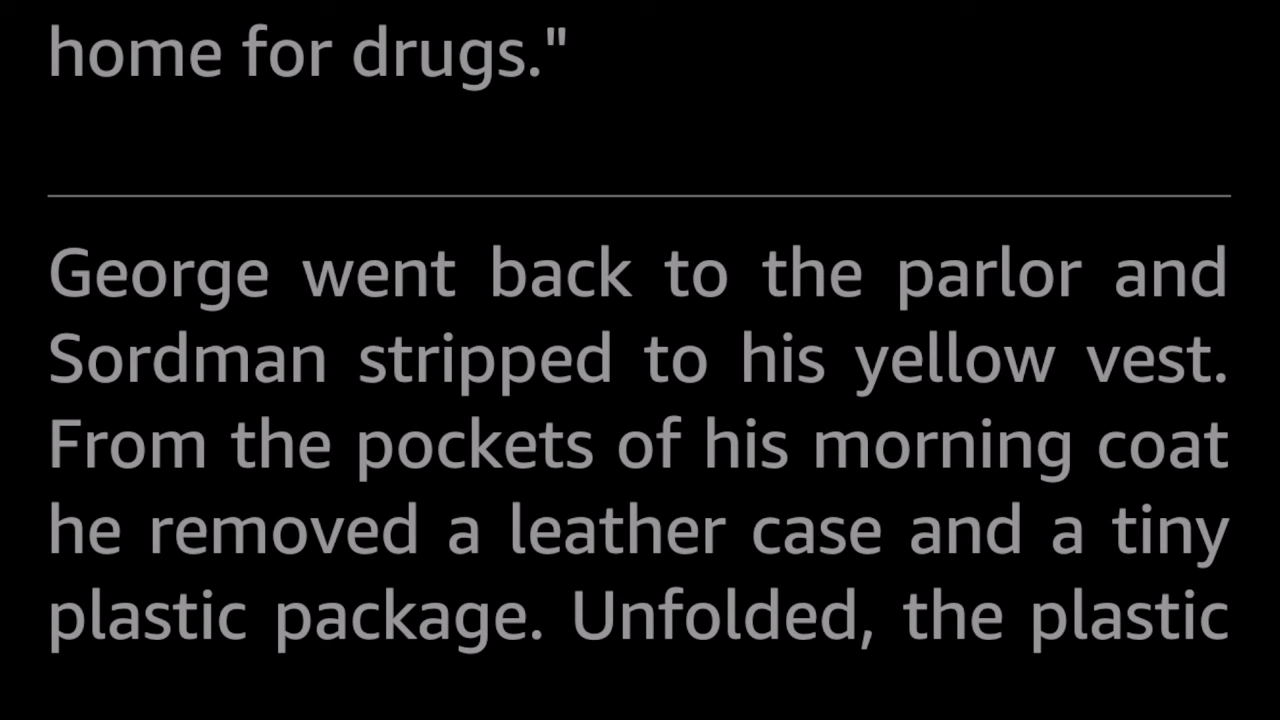 home for drugs."
George went back to the parlor and
Sordman stripped to his yellow vest.
From the pockets of his morning coat
he removed a leather case and a tiny
plastic package. Unfolded, the plastic